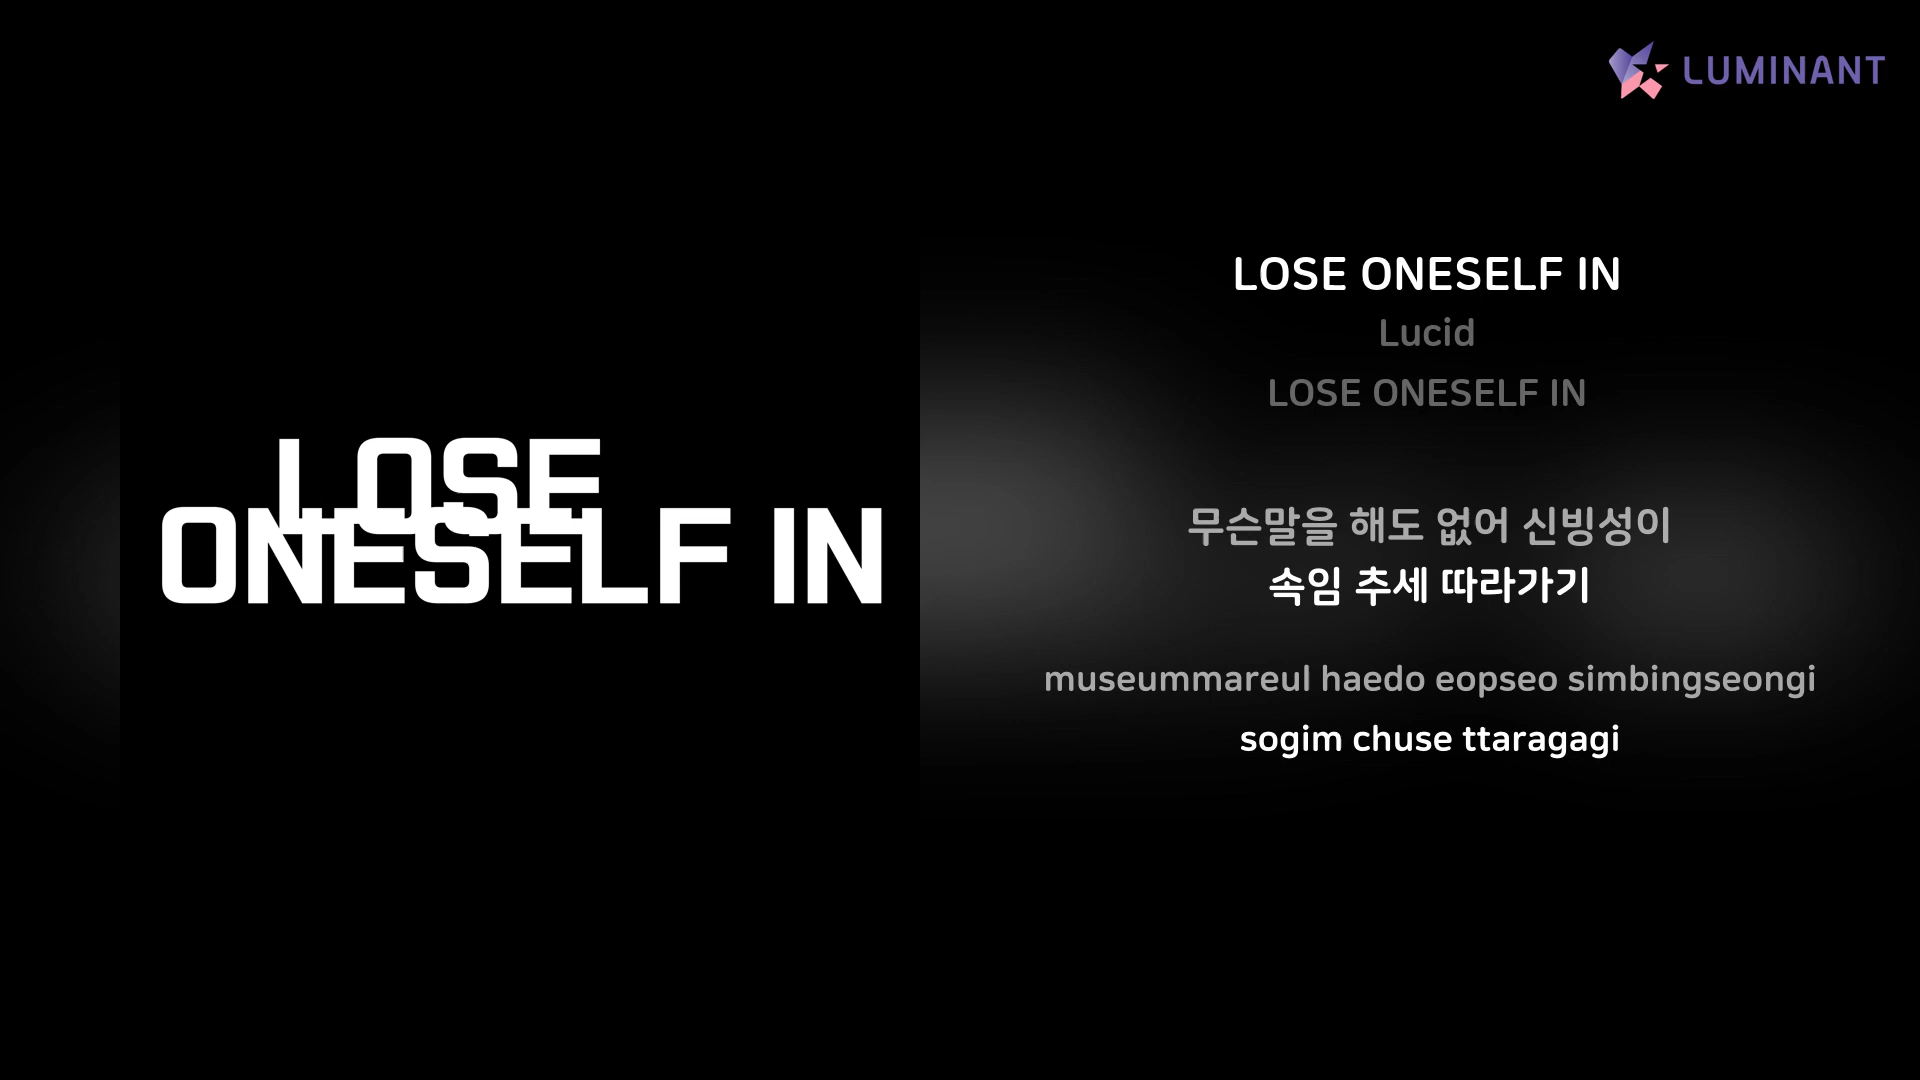 LUMINANT
LOSE
ONESELF IN
LOSE ONESELF IN
Lucid
LOSE ONESELF IN
무슨말을 해도 없어 신빙성이
속임 추세 따라가기
museummareul haedo eopseo simbingseongi
sogim chuse ttaragagi